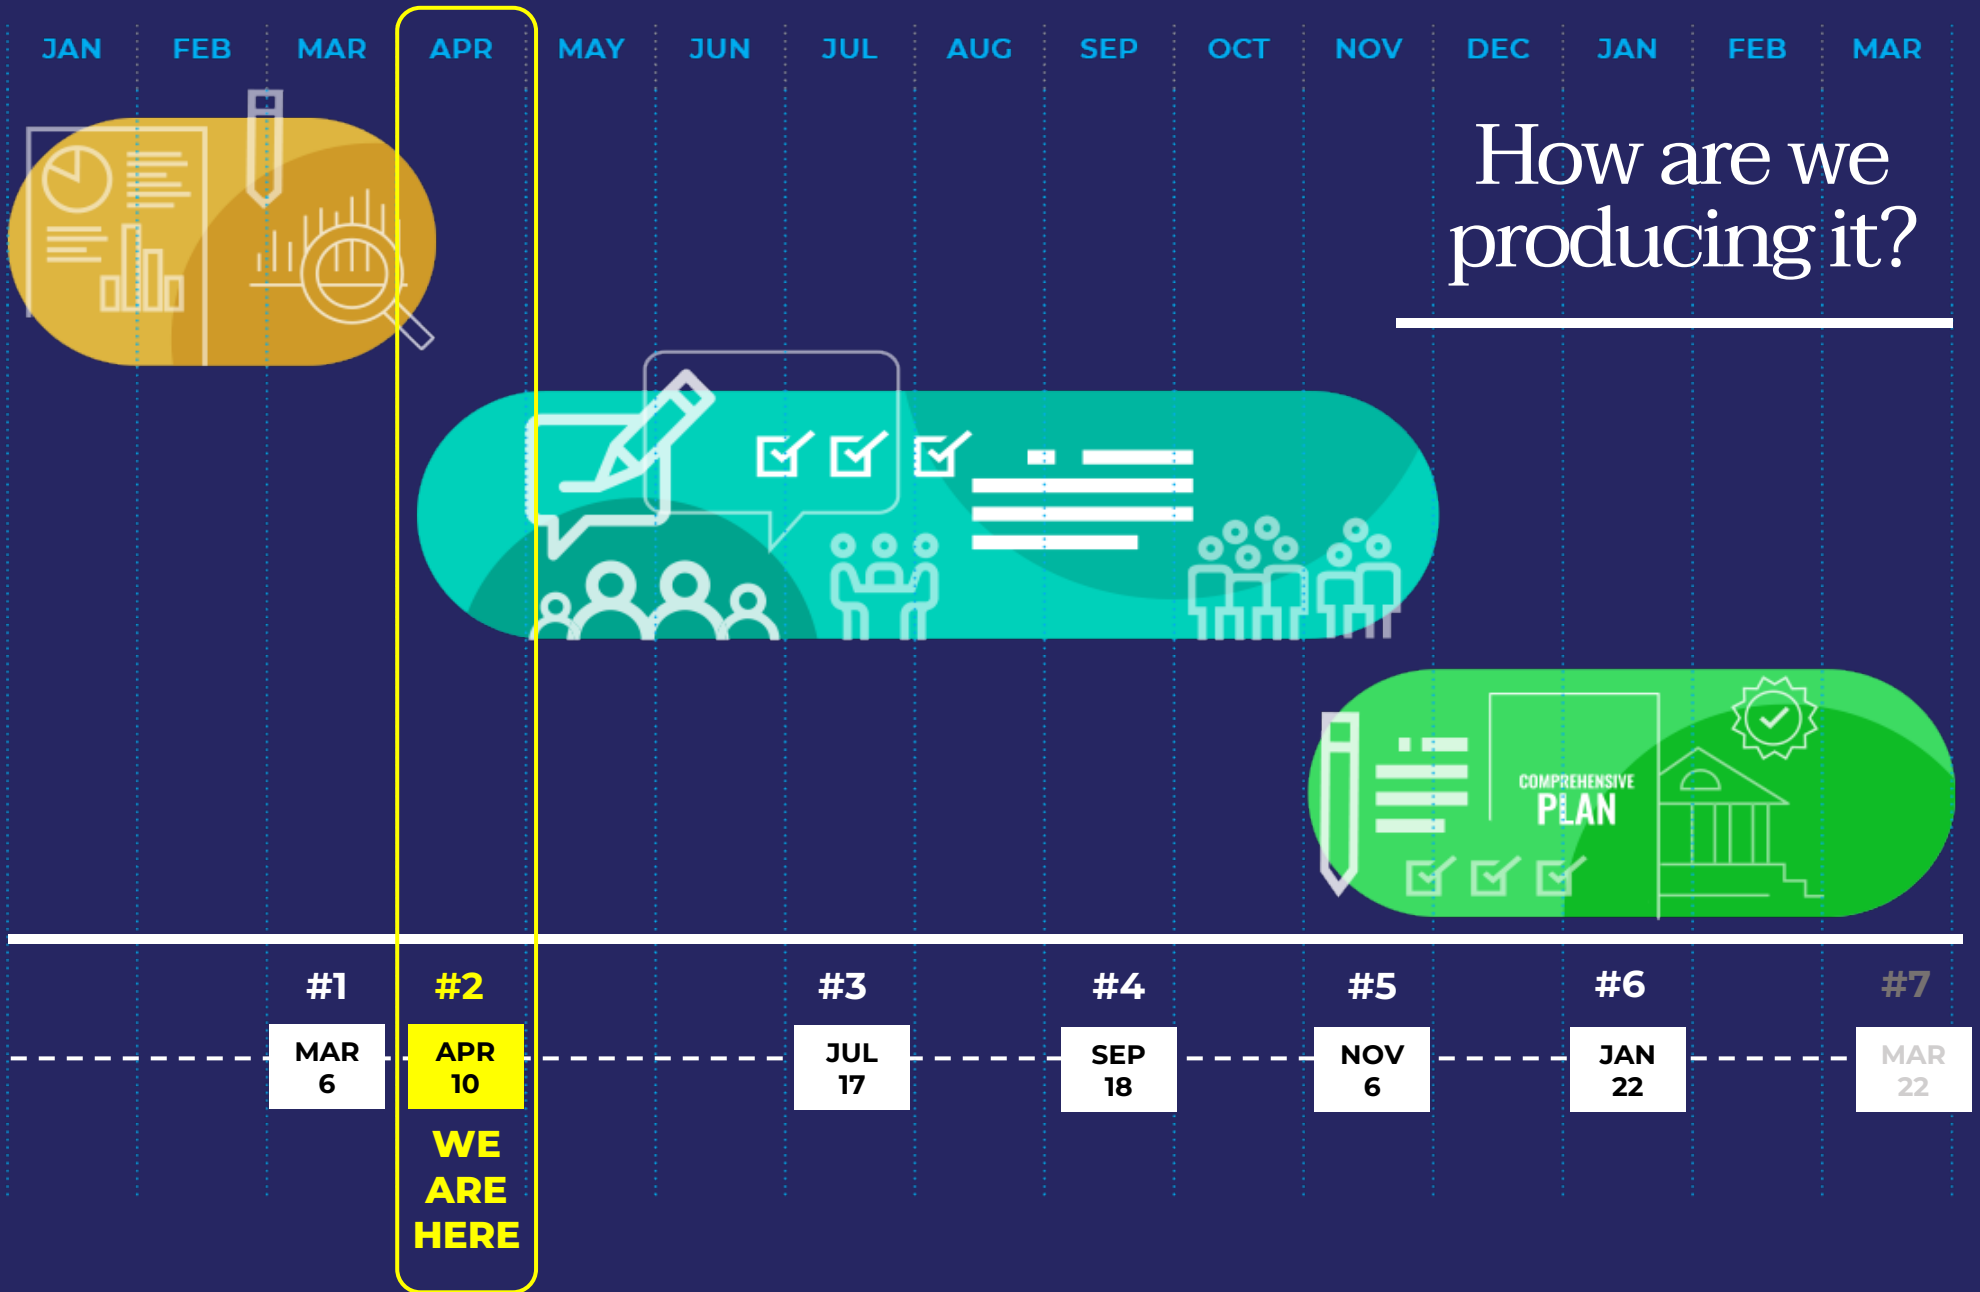 JAN FEB MAR APR MAY JUN JUL AUG SEP OCT NOV DEC JAN FEB MAR
How are we
producing it?
COMPREHENSIVE
PLAN
#1 #2 #3 #4 #5 #6 #7
MAR
6
APR
10
JUL
17
SEP
18
NOV
6
JAN
22
MAR
22
WE
ARE
HERE